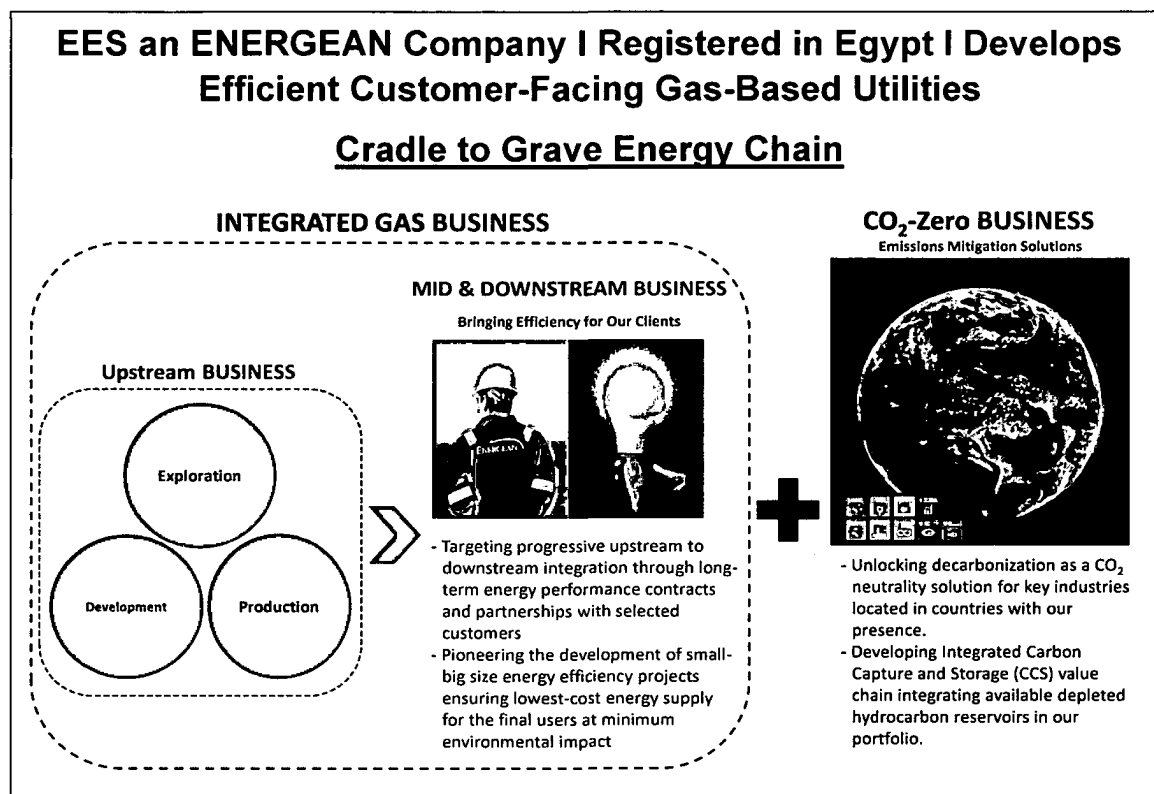 EES an ENERGEAN Company I Registered in Egypt I Develops
Efficient Customer-Facing Gas-Based Utilities
Cradle to Grave Energy Chain
INTEGRATED GAS BUSINESS
Upstream BUSINESS
Exploration
Development
Production
MID & DOWNSTREAM BUSINESS
Bringing Efficiency for Our Clients
ENERGEAN
- Targeting progressive upstream to
downstream integration through long-
term energy performance contracts
and partnerships with selected
customers
- Pioneering the development of small-
big size energy efficiency projects
ensuring lowest-cost energy supply
for the final users at minimum
environmental impact
CO₂-Zero BUSINESS
Emissions Mitigation Solutions
- Unlocking decarbonization as a CO₂
neutrality solution for key industries
located in countries with our
presence.
- Developing Integrated Carbon
Capture and Storage (CCS) value
chain integrating available depleted
hydrocarbon reservoirs in our
portfolio.